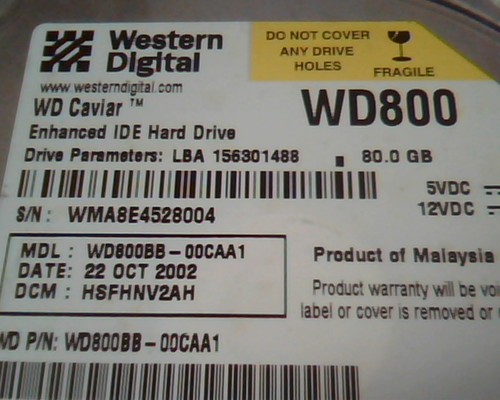 Western
Digital
DO NOT COVER
ANY DRIVE
HOLES
FRAGILE
www.westerndigital.com
WD Caviar ™
WD800
Enhanced IDE Hard Drive
Drive Parameters: LBA 156301488 80.0 GB
5VDC
12VDC
S/N: WMA8E4528004
MDL: WD800BB-00CAA1
DATE: 22 OCT 2002
DCM: HSFHNV2AH
Product of Malaysia
Product warranty will be
label or cover is removed or
WD P/N: WD800BB-00CAA1